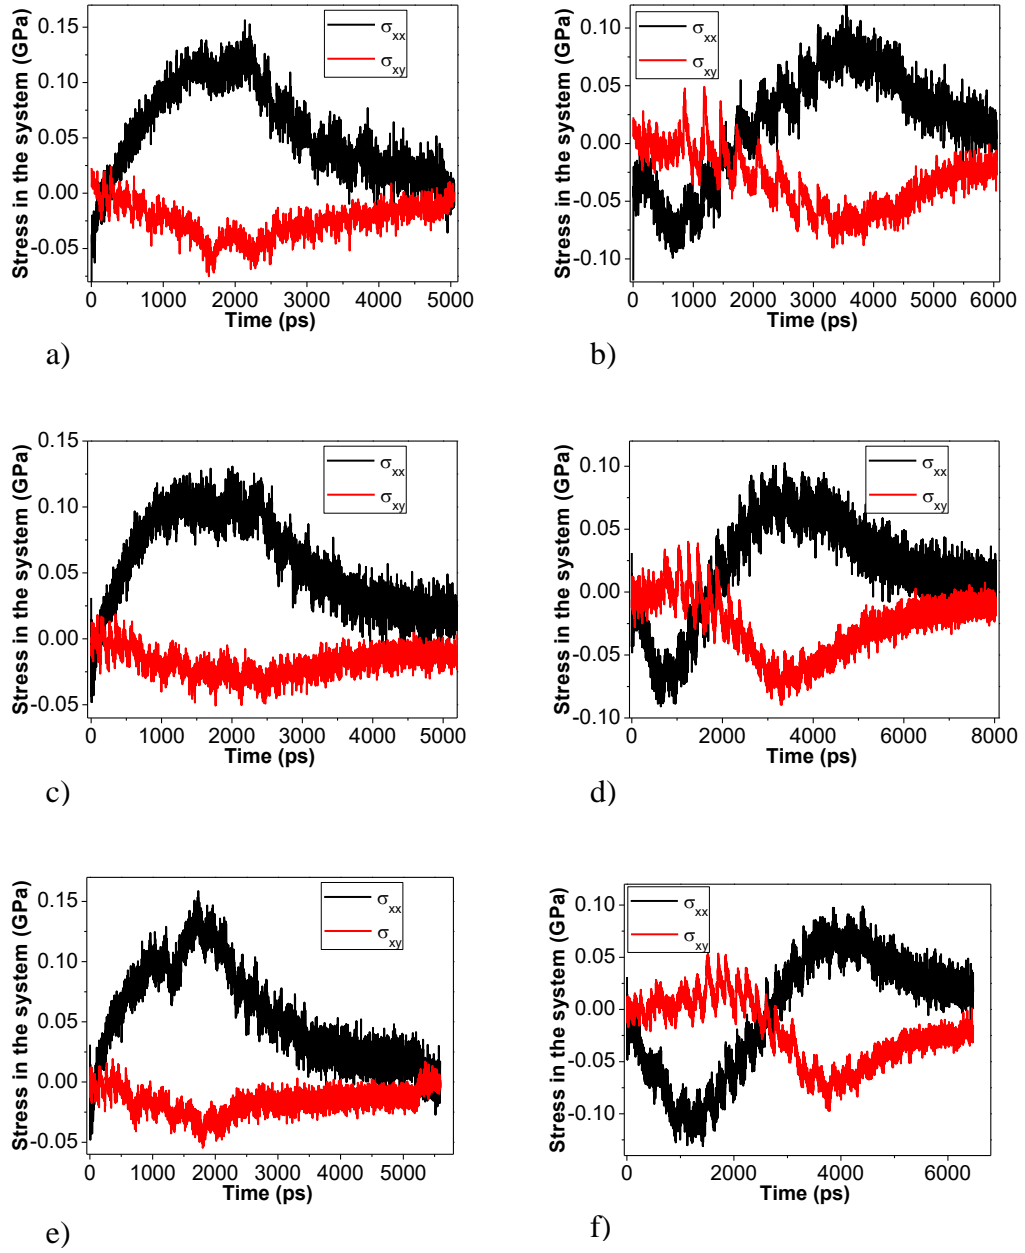 Stress in the system (GPa)
0.15
0.10
0.05
0.00
-0.05
σxx
σxy
0 1000 2000 3000 4000 5000
Time (ps)
a)
Stress in the system (GPa)
0.10
0.05
0.00
-0.05
-0.10
σxx
σxy
0 1000 2000 3000 4000 5000 6000
Time (ps)
b)
Stress in the system (GPa)
0.15
0.10
0.05
0.00
-0.05
σxx
σxy
0 1000 2000 3000 4000 5000
Time (ps)
c)
Stress in the system (GPa)
0.10
0.05
0.00
-0.05
-0.10
σxx
σxy
0 2000 4000 6000 8000
Time (ps)
d)
Stress in the system (GPa)
0.15
0.10
0.05
0.00
-0.05
σxx
σxy
0 1000 2000 3000 4000 5000
Time (ps)
e)
Stress in the system (GPa)
0.10
0.05
0.00
-0.05
-0.10
σxx
σxy
0 2000 4000 6000
Time (ps)
f)